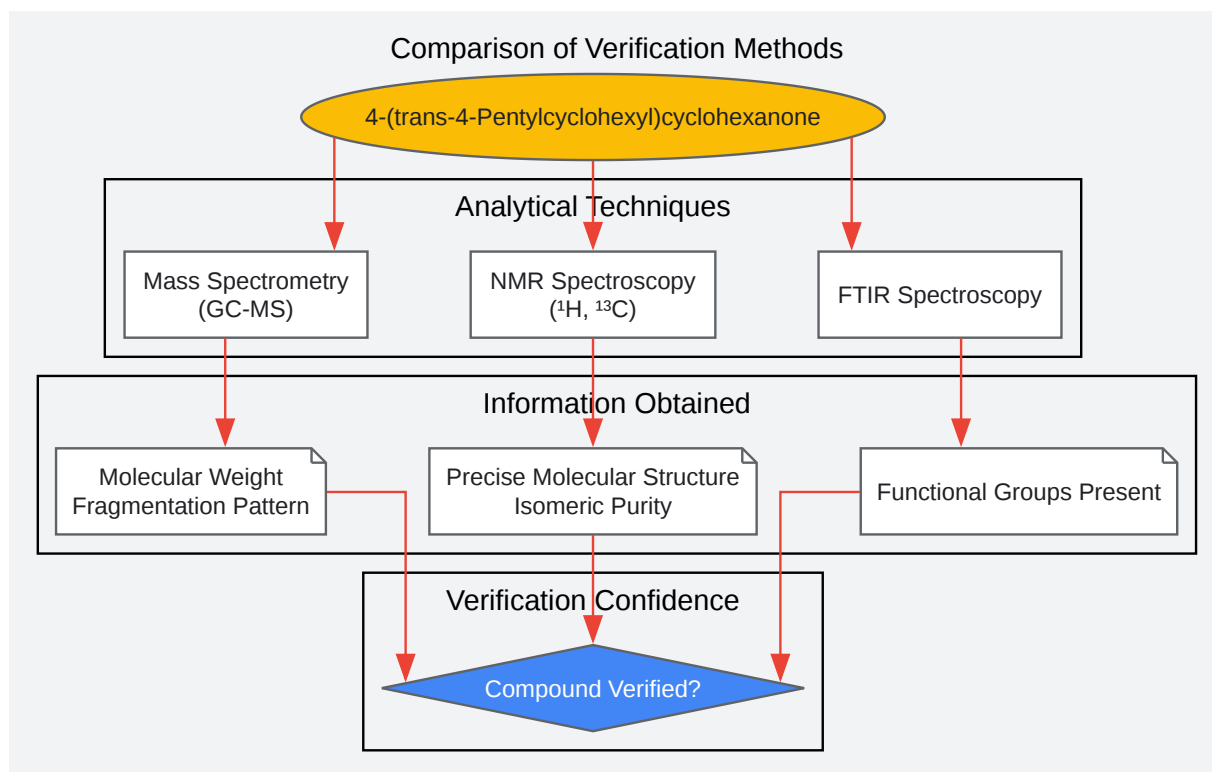 Comparison of Verification Methods
4-(trans-4-Pentylcyclohexyl)cyclohexanone
Analytical Techniques
Mass Spectrometry
(GC-MS)
NMR Spectroscopy
(¹H, ¹³C)
FTIR Spectroscopy
Information Obtained
Molecular Weight
Fragmentation Pattern
Precise Molecular Structure
Isomeric Purity
Functional Groups Present
Verification Confidence
Compound Verified?